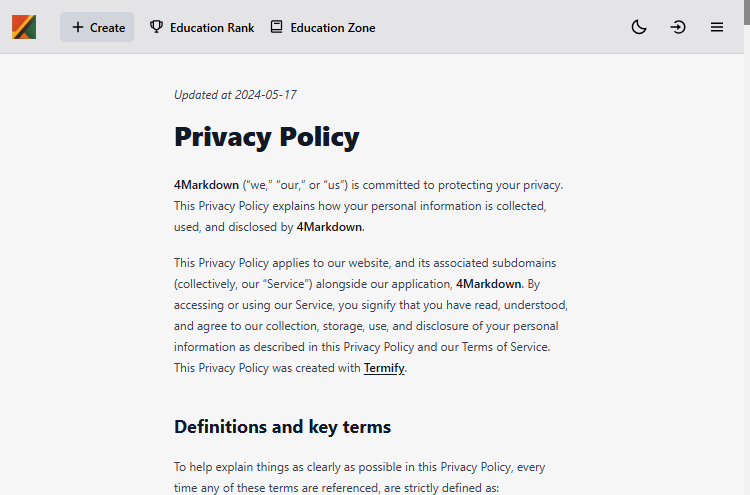 Create Education Rank Education Zone
Updated at 2024-05-17
Privacy Policy
4Markdown (“we,” “our,” or “us”) is committed to protecting your privacy.
This Privacy Policy explains how your personal information is collected,
used, and disclosed by 4Markdown.
This Privacy Policy applies to our website, and its associated subdomains
(collectively, our “Service”) alongside our application, 4Markdown. By
accessing or using our Service, you signify that you have read, understood,
and agree to our collection, storage, use, and disclosure of your personal
information as described in this Privacy Policy and our Terms of Service.
This Privacy Policy was created with Termify.
Definitions and key terms
To help explain things as clearly as possible in this Privacy Policy, every
time any of these terms are referenced, are strictly defined as: